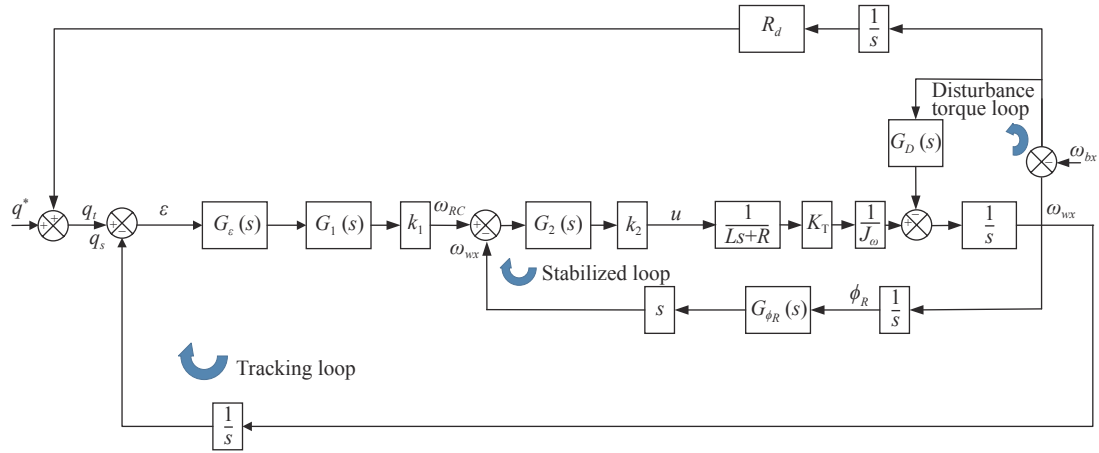 R_d
1/s
Disturbance
torque loop
G_D(s)
ω_bx
q*
+
+
q_t
q_s
+
−
ε
G_ε(s)
G_1(s)
k_1
ω_RC
+
−
ω_wx
G_2(s)
k_2
u
1/(Ls+R)
K_T
1/J_ω
+
−
1/s
ω_wx
−
Stabilized loop
s
G_ϕ_R(s)
ϕ_R
1/s
Tracking loop
1/s